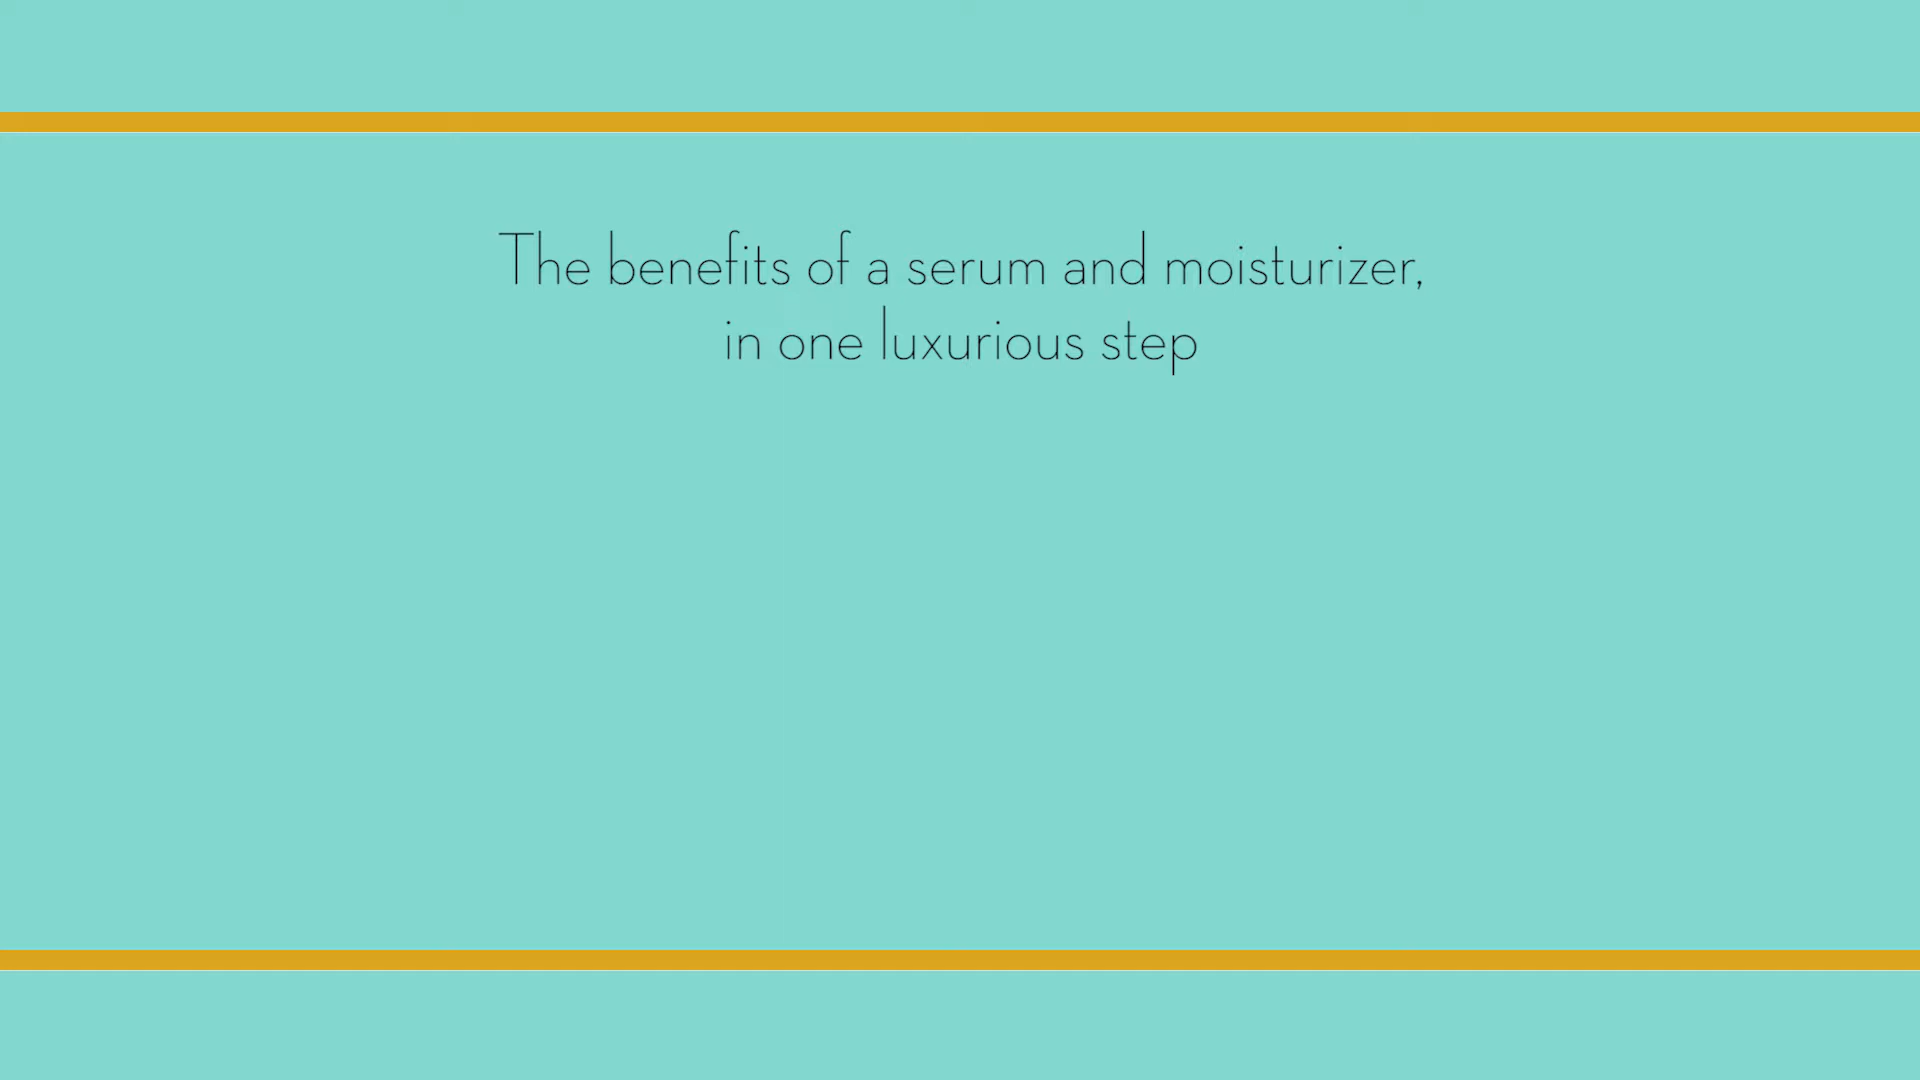 The benefits of a serum and moisturizer,
in one luxurious step